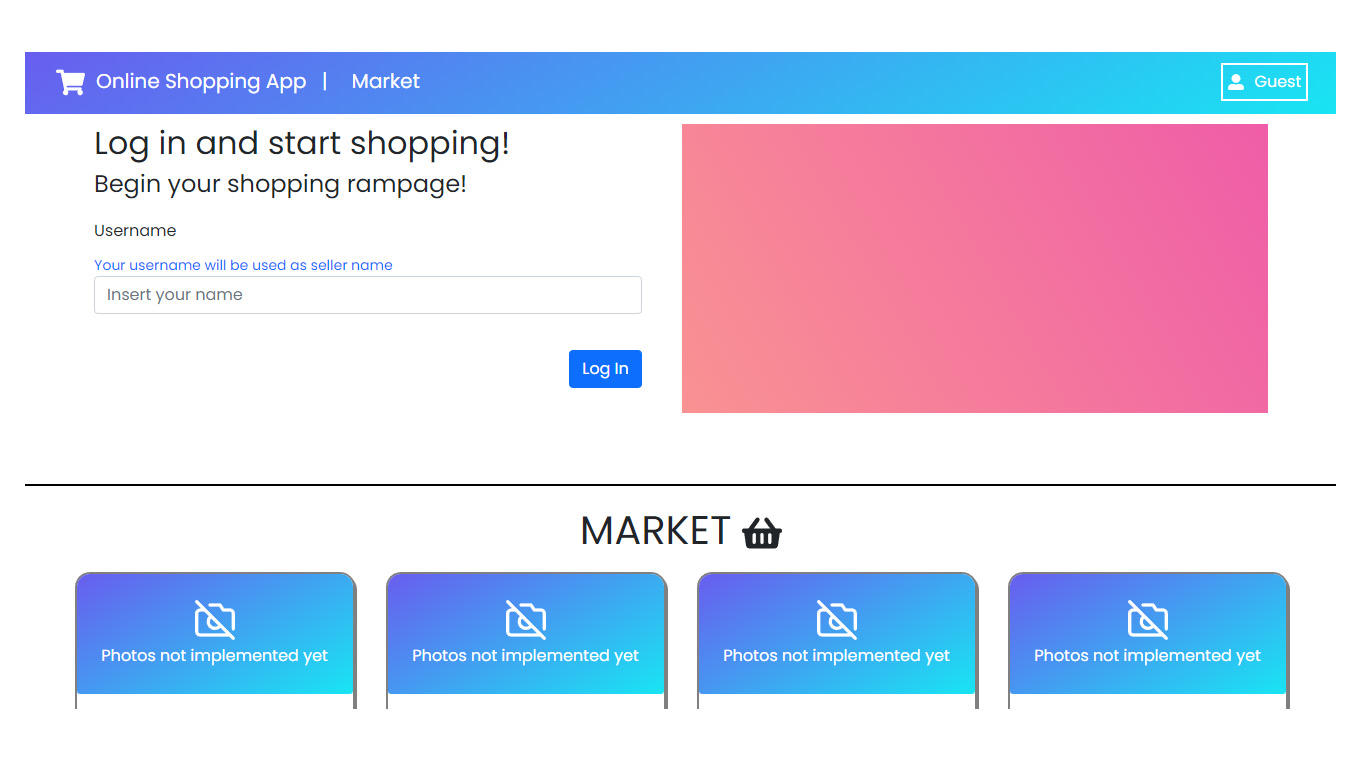 Online Shopping App | Market Guest
Log in and start shopping!
Begin your shopping rampage!
Username
Your username will be used as seller name
Insert your name
Log In
MARKET
Photos not implemented yet
Photos not implemented yet
Photos not implemented yet
Photos not implemented yet